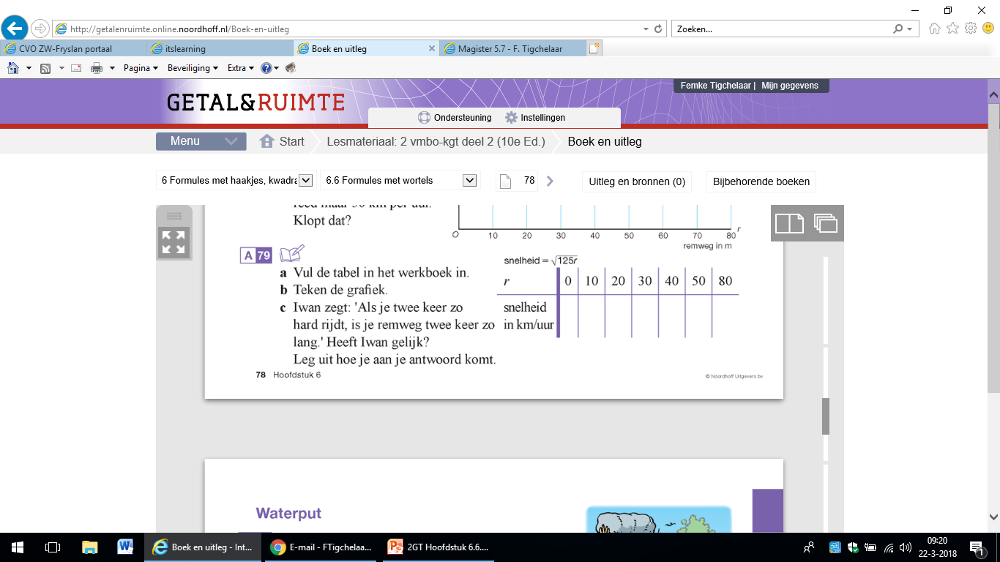 http://getalenruimte.online.noordhoff.nl/Boek-en-uitleg
Zoeken...
CVO ZW-Fryslan portaal
itslearning
Boek en uitleg
Magister 5.7 - F. Tigchelaar
Pagina
Beveiliging
Extra
Femke Tigchelaar | Mijn gegevens
GETAL&RUIMTE
Ondersteuning
Instellingen
Menu
Start
Lesmateriaal: 2 vmbo-kgt deel 2 (10e Ed.)
Boek en uitleg
6 Formules met haakjes, kwadra
6.6 Formules met wortels
78
Uitleg en bronnen (0)
Bijbehorende boeken
reed maar 50 km per uur.
Klopt dat?
O 10 20 30 40 50 60 70 80 r
remweg in m
A 79
a Vul de tabel in het werkboek in.
b Teken de grafiek.
c Iwan zegt: 'Als je twee keer zo
hard rijdt, is je remweg twee keer zo
lang.' Heeft Iwan gelijk?
Leg uit hoe je aan je antwoord komt.
snelheid = √125r
r 0 10 20 30 40 50 80
snelheid
in km/uur
78 Hoofdstuk 6
© Noordhoff Uitgevers bv
Waterput
Boek en uitleg - Int...
E-mail - FTigchelaa...
2GT Hoofdstuk 6.6....
09:20
22-3-2018
1